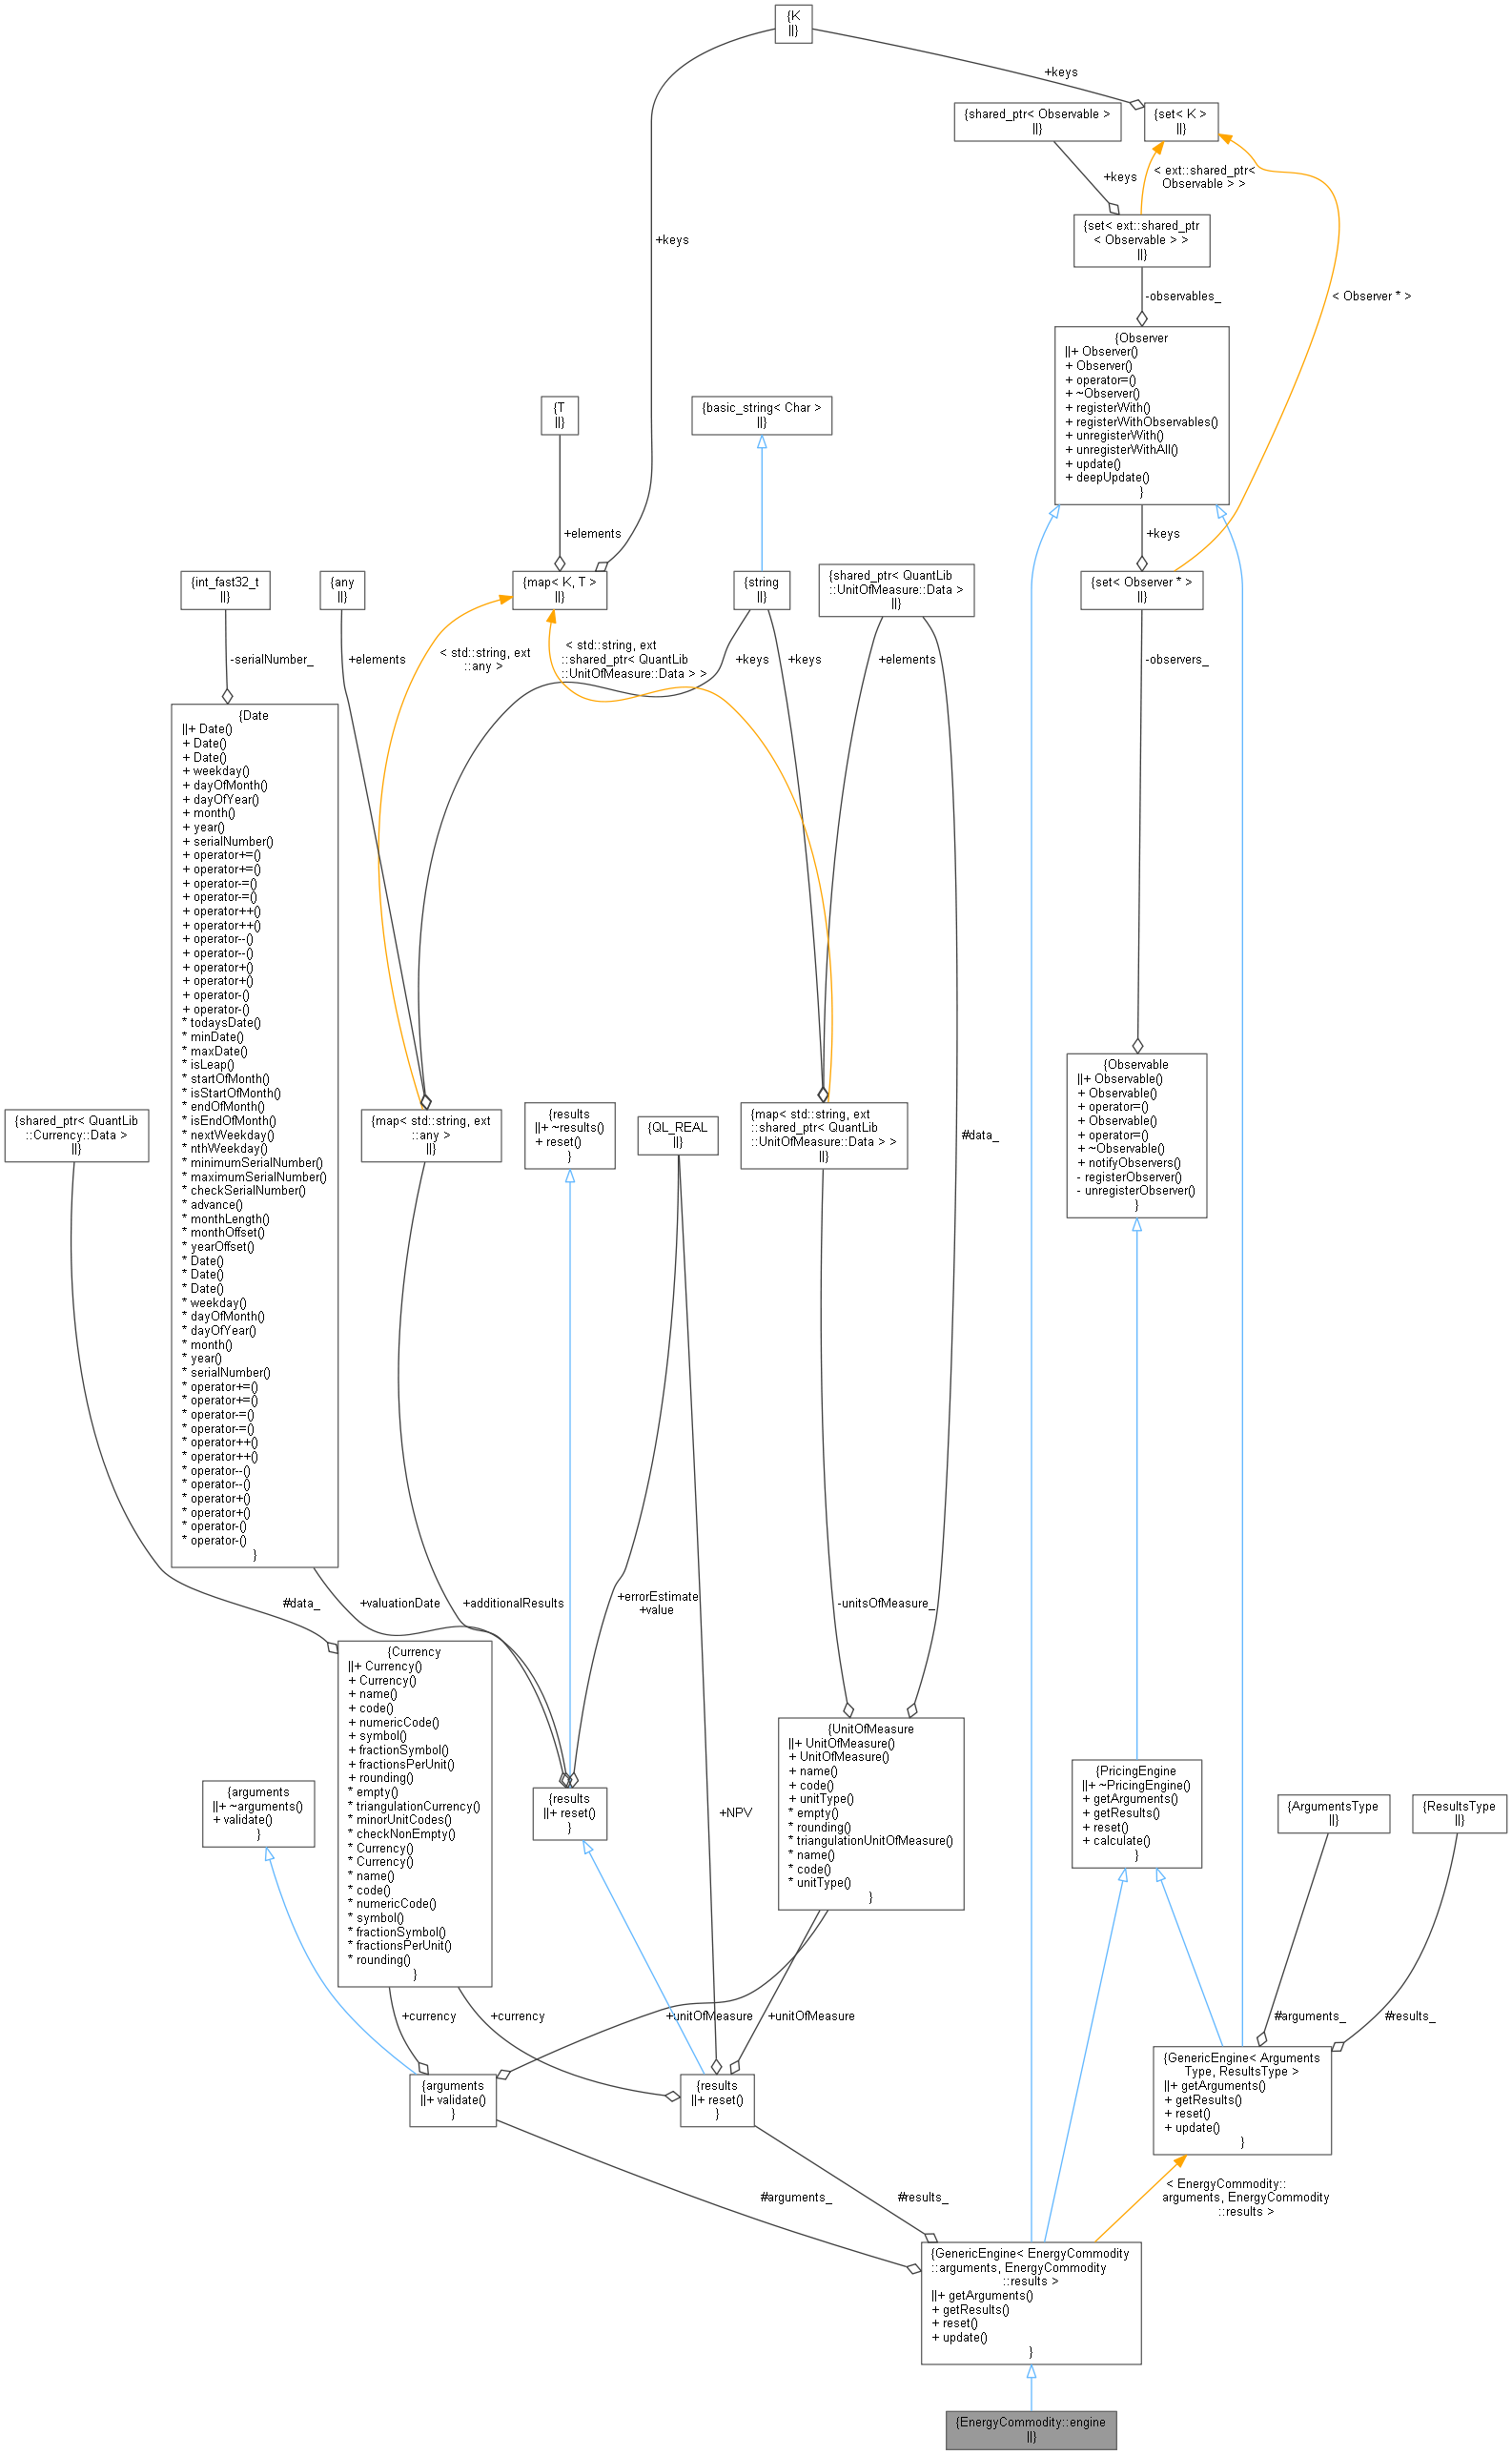 {K
||}
+keys
{shared_ptr< Observable >
||}
{set< K >
||}
+keys
< ext::shared_ptr<
Observable > >
{set< ext::shared_ptr
< Observable > >
||}
+keys
-observables_
< Observer * >
{Observer
||+ Observer()
+ Observer()
+ operator=()
+ ~Observer()
+ registerWith()
+ registerWithObservables()
+ unregisterWith()
+ unregisterWithAll()
+ update()
+ deepUpdate()
}
{T
||}
{basic_string< Char >
||}
+elements
+keys
{int_fast32_t
||}
{any
||}
{map< K, T >
||}
{string
||}
{shared_ptr< QuantLib
::UnitOfMeasure::Data >
||}
{set< Observer * >
||}
-serialNumber_
+elements
< std::string, ext
::any >
< std::string, ext
::shared_ptr< QuantLib
::UnitOfMeasure::Data > >
+keys
+keys
+elements
-observers_
{Date
||+ Date()
+ Date()
+ Date()
+ weekday()
+ dayOfMonth()
+ dayOfYear()
+ month()
+ year()
+ serialNumber()
+ operator+=()
+ operator+=()
+ operator-=()
+ operator-=()
+ operator++()
+ operator++()
+ operator--()
+ operator--()
+ operator+()
+ operator+()
+ operator-()
+ operator-()
* todaysDate()
* minDate()
* maxDate()
* isLeap()
* startOfMonth()
* isStartOfMonth()
* endOfMonth()
* isEndOfMonth()
* nextWeekday()
* nthWeekday()
* minimumSerialNumber()
* maximumSerialNumber()
* checkSerialNumber()
* advance()
* monthLength()
* monthOffset()
* yearOffset()
* Date()
* Date()
* Date()
* weekday()
* dayOfMonth()
* dayOfYear()
* month()
* year()
* serialNumber()
* operator+=()
* operator+=()
* operator-=()
* operator-=()
* operator++()
* operator++()
* operator--()
* operator--()
* operator+()
* operator+()
* operator-()
* operator-()
}
{shared_ptr< QuantLib
::Currency::Data >
||}
{map< std::string, ext
::any >
||}
{results
||+ ~results()
+ reset()
}
{QL_REAL
||}
{map< std::string, ext
::shared_ptr< QuantLib
::UnitOfMeasure::Data > >
||}
#data_
{Observable
||+ Observable()
+ Observable()
+ operator=()
+ Observable()
+ operator=()
+ ~Observable()
+ notifyObservers()
- registerObserver()
- unregisterObserver()
}
#data_
+valuationDate
+additionalResults
+errorEstimate
+value
-unitsOfMeasure_
{Currency
||+ Currency()
+ Currency()
+ name()
+ code()
+ numericCode()
+ symbol()
+ fractionSymbol()
+ fractionsPerUnit()
+ rounding()
* empty()
* triangulationCurrency()
* minorUnitCodes()
* checkNonEmpty()
* Currency()
* Currency()
* name()
* code()
* numericCode()
* symbol()
* fractionSymbol()
* fractionsPerUnit()
* rounding()
}
{arguments
||+ ~arguments()
+ validate()
}
{results
||+ reset()
}
+NPV
{UnitOfMeasure
||+ UnitOfMeasure()
+ UnitOfMeasure()
+ name()
+ code()
+ unitType()
* empty()
* rounding()
* triangulationUnitOfMeasure()
* name()
* code()
* unitType()
}
{PricingEngine
||+ ~PricingEngine()
+ getArguments()
+ getResults()
+ reset()
+ calculate()
}
{ArgumentsType
||}
{ResultsType
||}
+currency
+currency
+unitOfMeasure
+unitOfMeasure
#arguments_
#results_
{arguments
||+ validate()
}
{results
||+ reset()
}
{GenericEngine< Arguments
Type, ResultsType >
||+ getArguments()
+ getResults()
+ reset()
+ update()
}
#arguments_
#results_
< EnergyCommodity::
arguments, EnergyCommodity
::results >
{GenericEngine< EnergyCommodity
::arguments, EnergyCommodity
::results >
||+ getArguments()
+ getResults()
+ reset()
+ update()
}
{EnergyCommodity::engine
||}